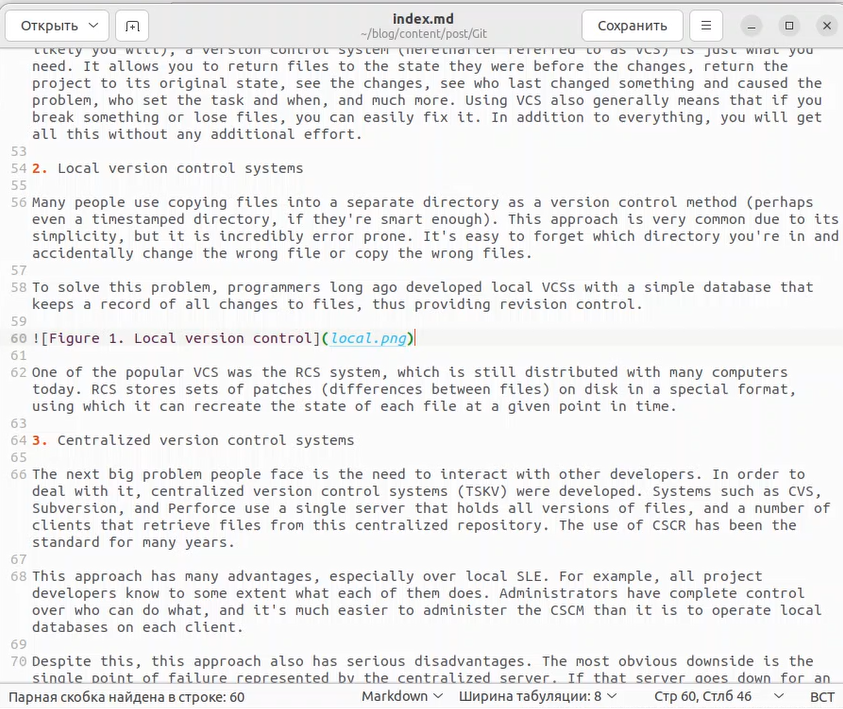 Открыть
index.md
~/blog/content/post/Git
Сохранить
likely you will), a version control system (hereinafter referred to as VCS) is just what you
need. It allows you to return files to the state they were before the changes, return the
project to its original state, see the changes, see who last changed something and caused the
problem, who set the task and when, and much more. Using VCS also generally means that if you
break something or lose files, you can easily fix it. In addition to everything, you will get
all this without any additional effort.
53
54 2. Local version control systems
55
56 Many people use copying files into a separate directory as a version control method (perhaps
even a timestamped directory, if they're smart enough). This approach is very common due to its
simplicity, but it is incredibly error prone. It's easy to forget which directory you're in and
accidentally change the wrong file or copy the wrong files.
57
58 To solve this problem, programmers long ago developed local VCSs with a simple database that
keeps a record of all changes to files, thus providing revision control.
59
60 ![Figure 1. Local version control](local.png)
61
62 One of the popular VCS was the RCS system, which is still distributed with many computers
today. RCS stores sets of patches (differences between files) on disk in a special format,
using which it can recreate the state of each file at a given point in time.
63
64 3. Centralized version control systems
65
66 The next big problem people face is the need to interact with other developers. In order to
deal with it, centralized version control systems (TSKV) were developed. Systems such as CVS,
Subversion, and Perforce use a single server that holds all versions of files, and a number of
clients that retrieve files from this centralized repository. The use of CSCR has been the
standard for many years.
67
68 This approach has many advantages, especially over local SLE. For example, all project
developers know to some extent what each of them does. Administrators have complete control
over who can do what, and it's much easier to administer the CSCM than it is to operate local
databases on each client.
69
70 Despite this, this approach also has serious disadvantages. The most obvious downside is the
single point of failure represented by the centralized server. If that server goes down for an
Парная скобка найдена в строке: 60
Markdown
Ширина табуляции: 8
Стр 60, Стлб 46
ВСТ